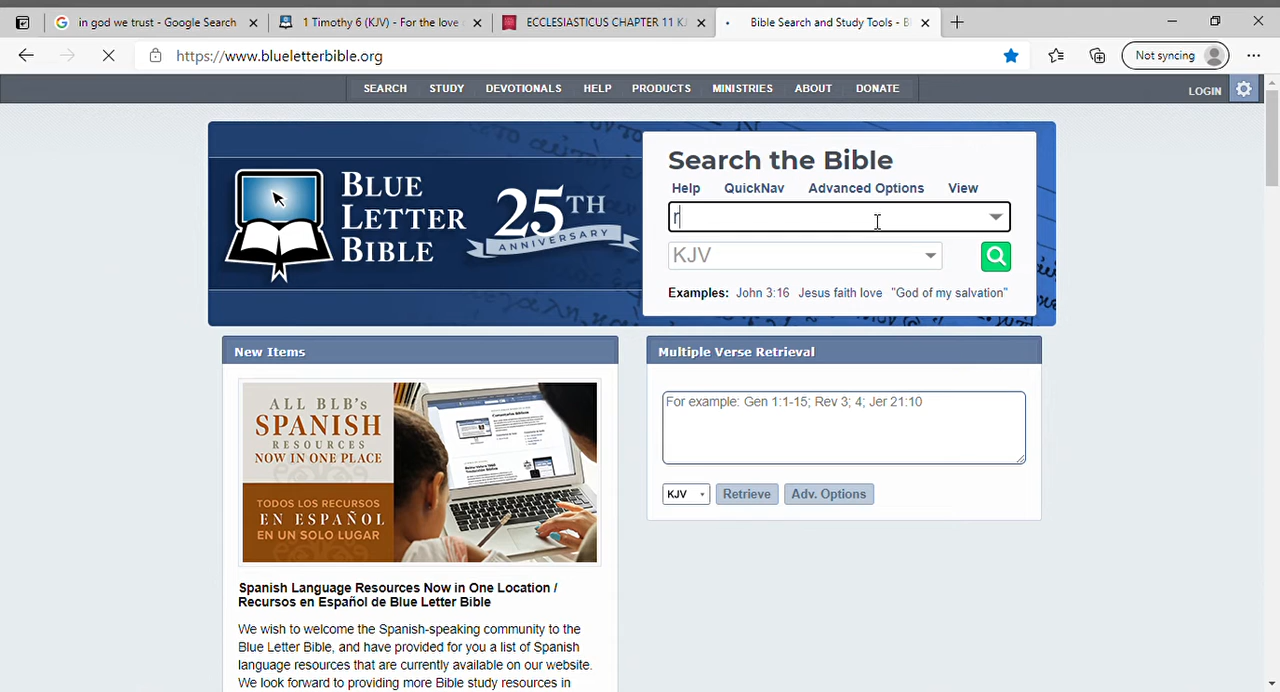 in god we trust - Google Search
1 Timothy 6 (KJV) - For the love
ECCLESIASTICUS CHAPTER 11 KJ
Bible Search and Study Tools - B
https://www.blueletterbible.org
Not syncing
SEARCH STUDY DEVOTIONALS HELP PRODUCTS MINISTRIES ABOUT DONATE
LOGIN
BLUE
LETTER
BIBLE
25TH
ANNIVERSARY
Search the Bible
Help QuickNav Advanced Options View
r
KJV
Examples: John 3:16 Jesus faith love "God of my salvation"
New Items
ALL BLB's
SPANISH
RESOURCES
NOW IN ONE PLACE
TODOS LOS RECURSOS
EN ESPAÑOL
EN UN SOLO LUGAR
Spanish Language Resources Now in One Location /
Recursos en Español de Blue Letter Bible
We wish to welcome the Spanish-speaking community to the
Blue Letter Bible, and have provided for you a list of Spanish
language resources that are currently available on our website.
We look forward to providing more Bible study resources in
Multiple Verse Retrieval
For example: Gen 1:1-15; Rev 3; 4; Jer 21:10
KJV Retrieve Adv. Options